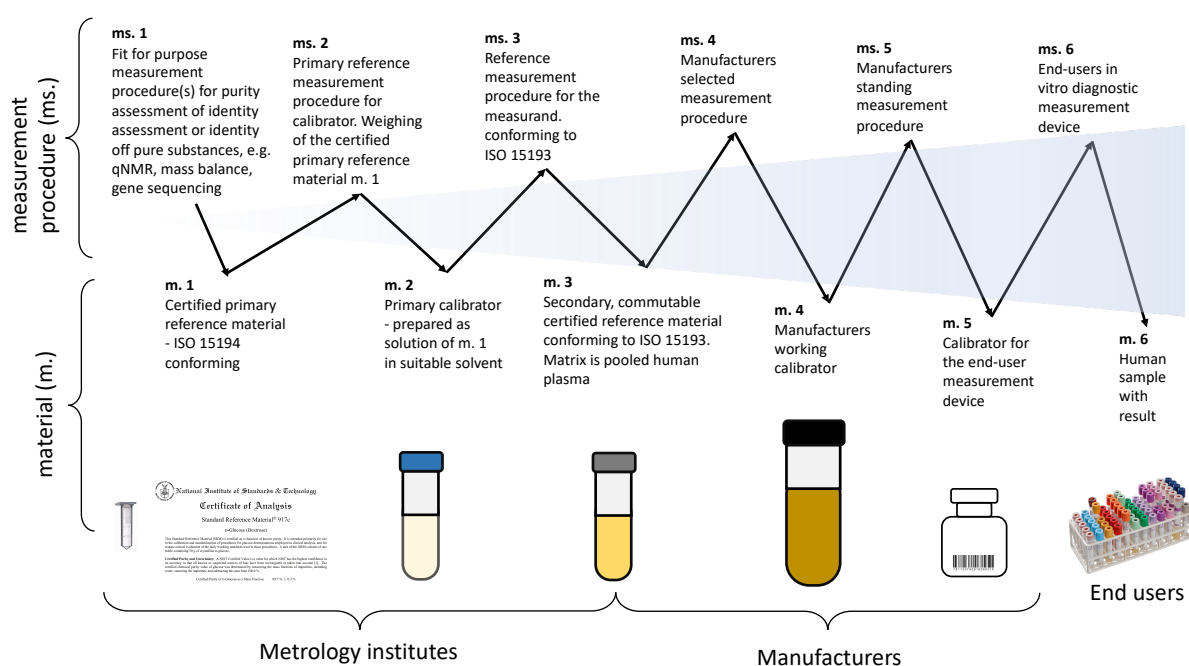 measurement
procedure (ms.)
ms. 1
Fit for purpose
measurement
procedure(s) for purity
assessment of identity
assessment or identity
off pure substances, e.g.
qNMR, mass balance,
gene sequencing
ms. 2
Primary reference
measurement
procedure for
calibrator. Weighing
of the certified
primary reference
material m. 1
ms. 3
Reference
measurement
procedure for the
measurand.
conforming to
ISO 15193
ms. 4
Manufacturers
selected
measurement
procedure
ms. 5
Manufacturers
standing
measurement
procedure
ms. 6
End-users in
vitro diagnostic
measurement
device
material (m.)
m. 1
Certified primary
reference material
- ISO 15194
conforming
m. 2
Primary calibrator
- prepared as
solution of m. 1
in suitable solvent
m. 3
Secondary, commutable
certified reference material
conforming to ISO 15193.
Matrix is pooled human
plasma
m. 4
Manufacturers
working
calibrator
m. 5
Calibrator for
the end-user
measurement
device
m. 6
Human
sample
with
result
National Institute of Standards & Technology
Certificate of Analysis
Standard Reference Material® 917c
D-Glucose (Dextrose)
End users
Metrology institutes
Manufacturers